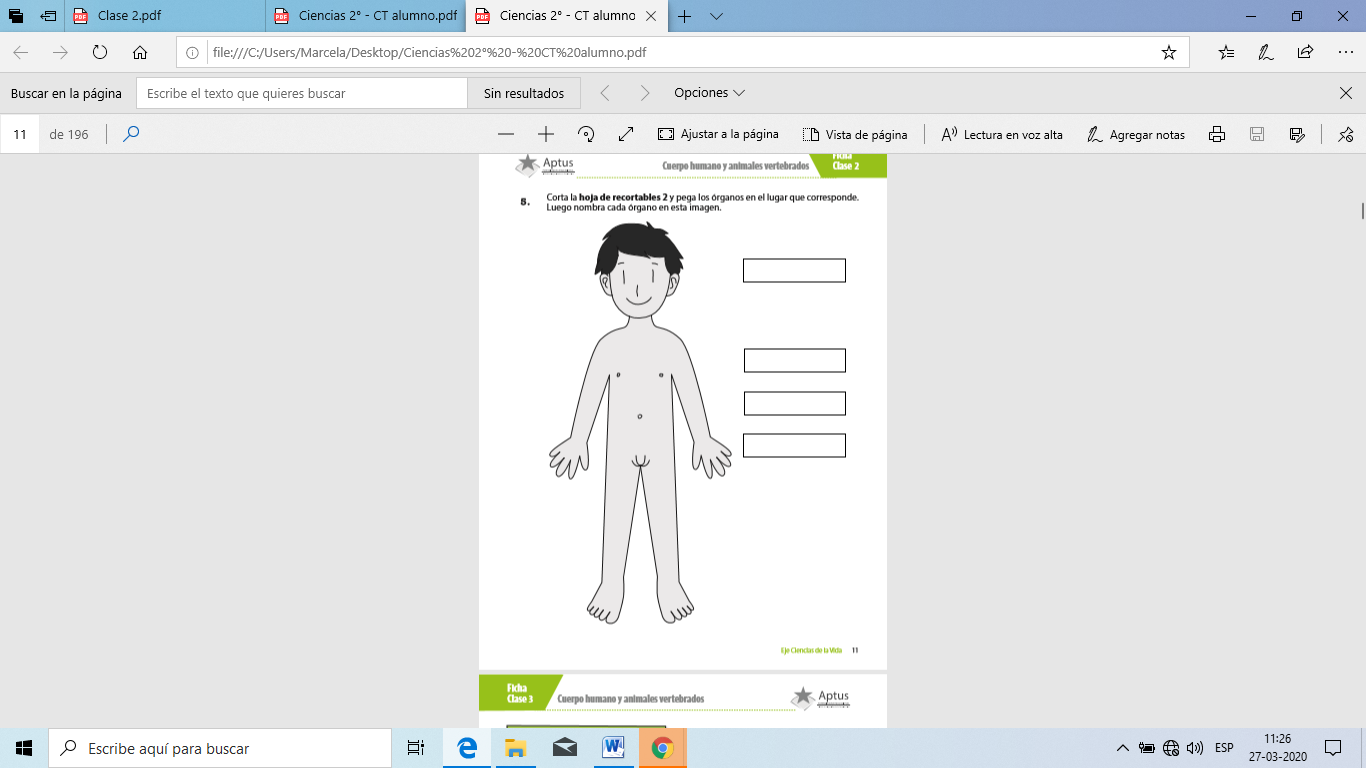 Clase 2.pdf
Ciencias 2° - CT alumno.pdf
Ciencias 2° - CT alumno
file:///C:/Users/Marcela/Desktop/Ciencias%202°%20-%20CT%20alumno.pdf
Buscar en la página
Escribe el texto que quieres buscar
Sin resultados
Opciones
11 de 196
Ajustar a la página
Vista de página
Lectura en voz alta
Agregar notas
Aptus
Cuerpo humano y animales vertebrados
Ficha
Clase 2
8. Corta la hoja de recortables 2 y pega los órganos en el lugar que corresponde.
Luego nombra cada órgano en esta imagen.
Eje Ciencias de la Vida 11
Ficha
Clase 3
Cuerpo humano y animales vertebrados
Aptus
Escribe aquí para buscar
ESP
11:26
27-03-2020